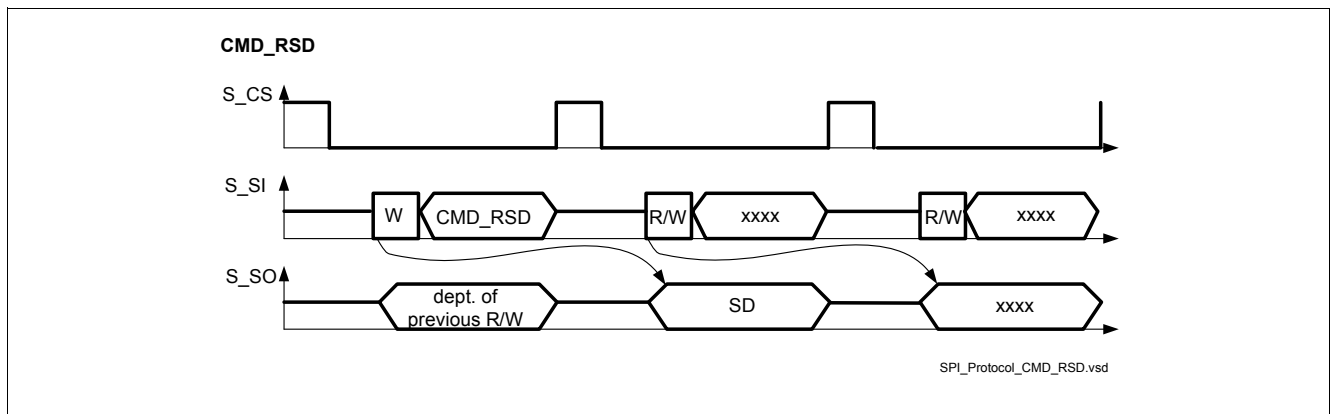 CMD_RSD
S_CS
S_SI
W
CMD_RSD
R/W
xxxx
R/W
xxxx
S_SO
dept. of
previous R/W
SD
xxxx
SPI_Protocol_CMD_RSD.vsd